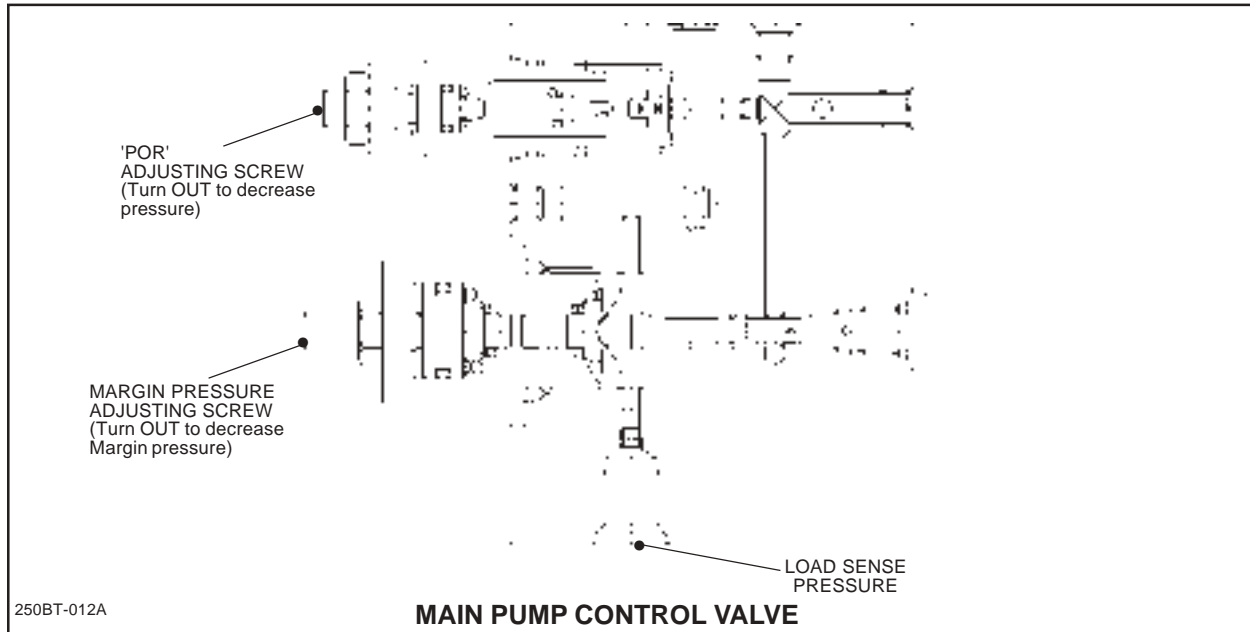 'POR'
ADJUSTING SCREW
(Turn OUT to decrease
pressure)
MARGIN PRESSURE
ADJUSTING SCREW
(Turn OUT to decrease
Margin pressure)
LOAD SENSE
PRESSURE
250BT-012A
MAIN PUMP CONTROL VALVE